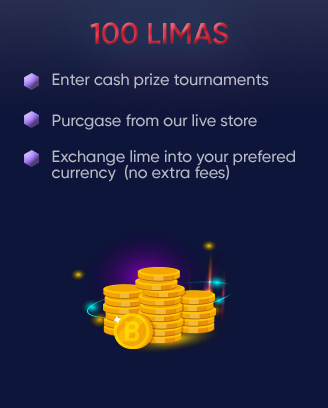 100 LIMAS
Enter cash prize tournaments
Purcgase from our live store
Exchange lime into your prefered
currency (no extra fees)
B